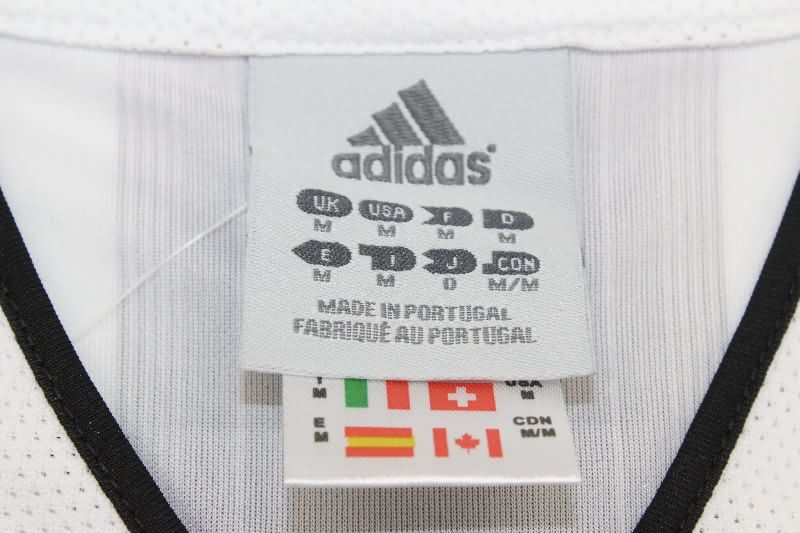 adidas
UK USA F D
M M M M
E I J CDN
M M O M/M
MADE IN PORTUGAL
FABRIQUÉ AU PORTUGAL
USA
M M
E CDN
M M/M